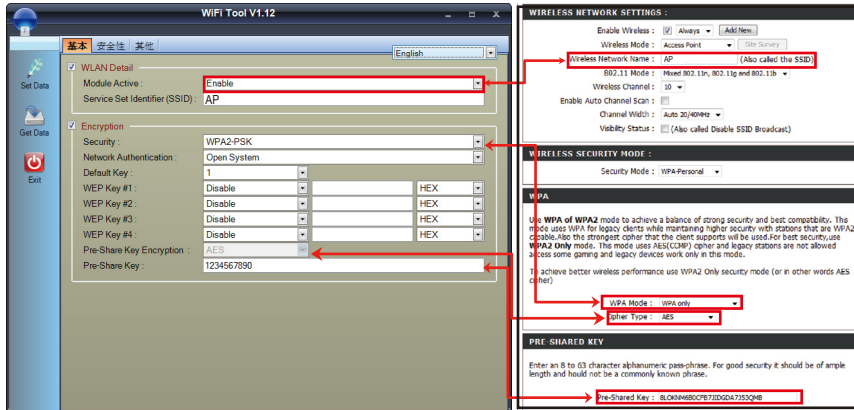 WiFi Tool V1.12
基本 安全性 其他
English
Set Data
Get Data
Exit
WLAN Detail
Module Active : Enable
Service Set Identifier (SSID) : AP
Encryption
Security : WPA2-PSK
Network Authentication : Open System
Default Key : 1
WEP Key #1 : Disable HEX
WEP Key #2 : Disable HEX
WEP Key #3 : Disable HEX
WEP Key #4 : Disable HEX
Pre-Share Key Encryption : AES
Pre-Share Key : 1234567890
WIRELESS NETWORK SETTINGS :
Enable Wireless : Always Add New
Wireless Mode : Access Point Site Survey
Wireless Network Name : AP (Also called the SSID)
802.11 Mode : Mixed 802.11n, 802.11g and 802.11b
Wireless Channel : 10
Enable Auto Channel Scan :
Channel Width : Auto 20/40MHz
Visibility Status : (Also called Disable SSID Broadcast)
WIRELESS SECURITY MODE :
Security Mode : WPA-Personal
WPA
Use WPA of WPA2 mode to achieve a balance of strong security and best compatibility. This
mode uses WPA for legacy clients while maintaining higher security with stations that are WPA2
capable.Also the strongest cipher that the client supports will be used.For best security,use
WPA2 Only mode. This mode uses AES(CCMP) cipher and legacy stations are not allowed
access some gaming and legacy devices work only in this mode.
To achieve better wireless performance use WPA2 Only security mode (or in other words AES
cipher)
WPA Mode : WPA only
Cipher Type : AES
PRE-SHARED KEY
Enter an 8 to 63 character alphanumeric pass-phrase. For good security it should be of ample
length and hould not be a commonly known phrase.
Pre-Shared Key :